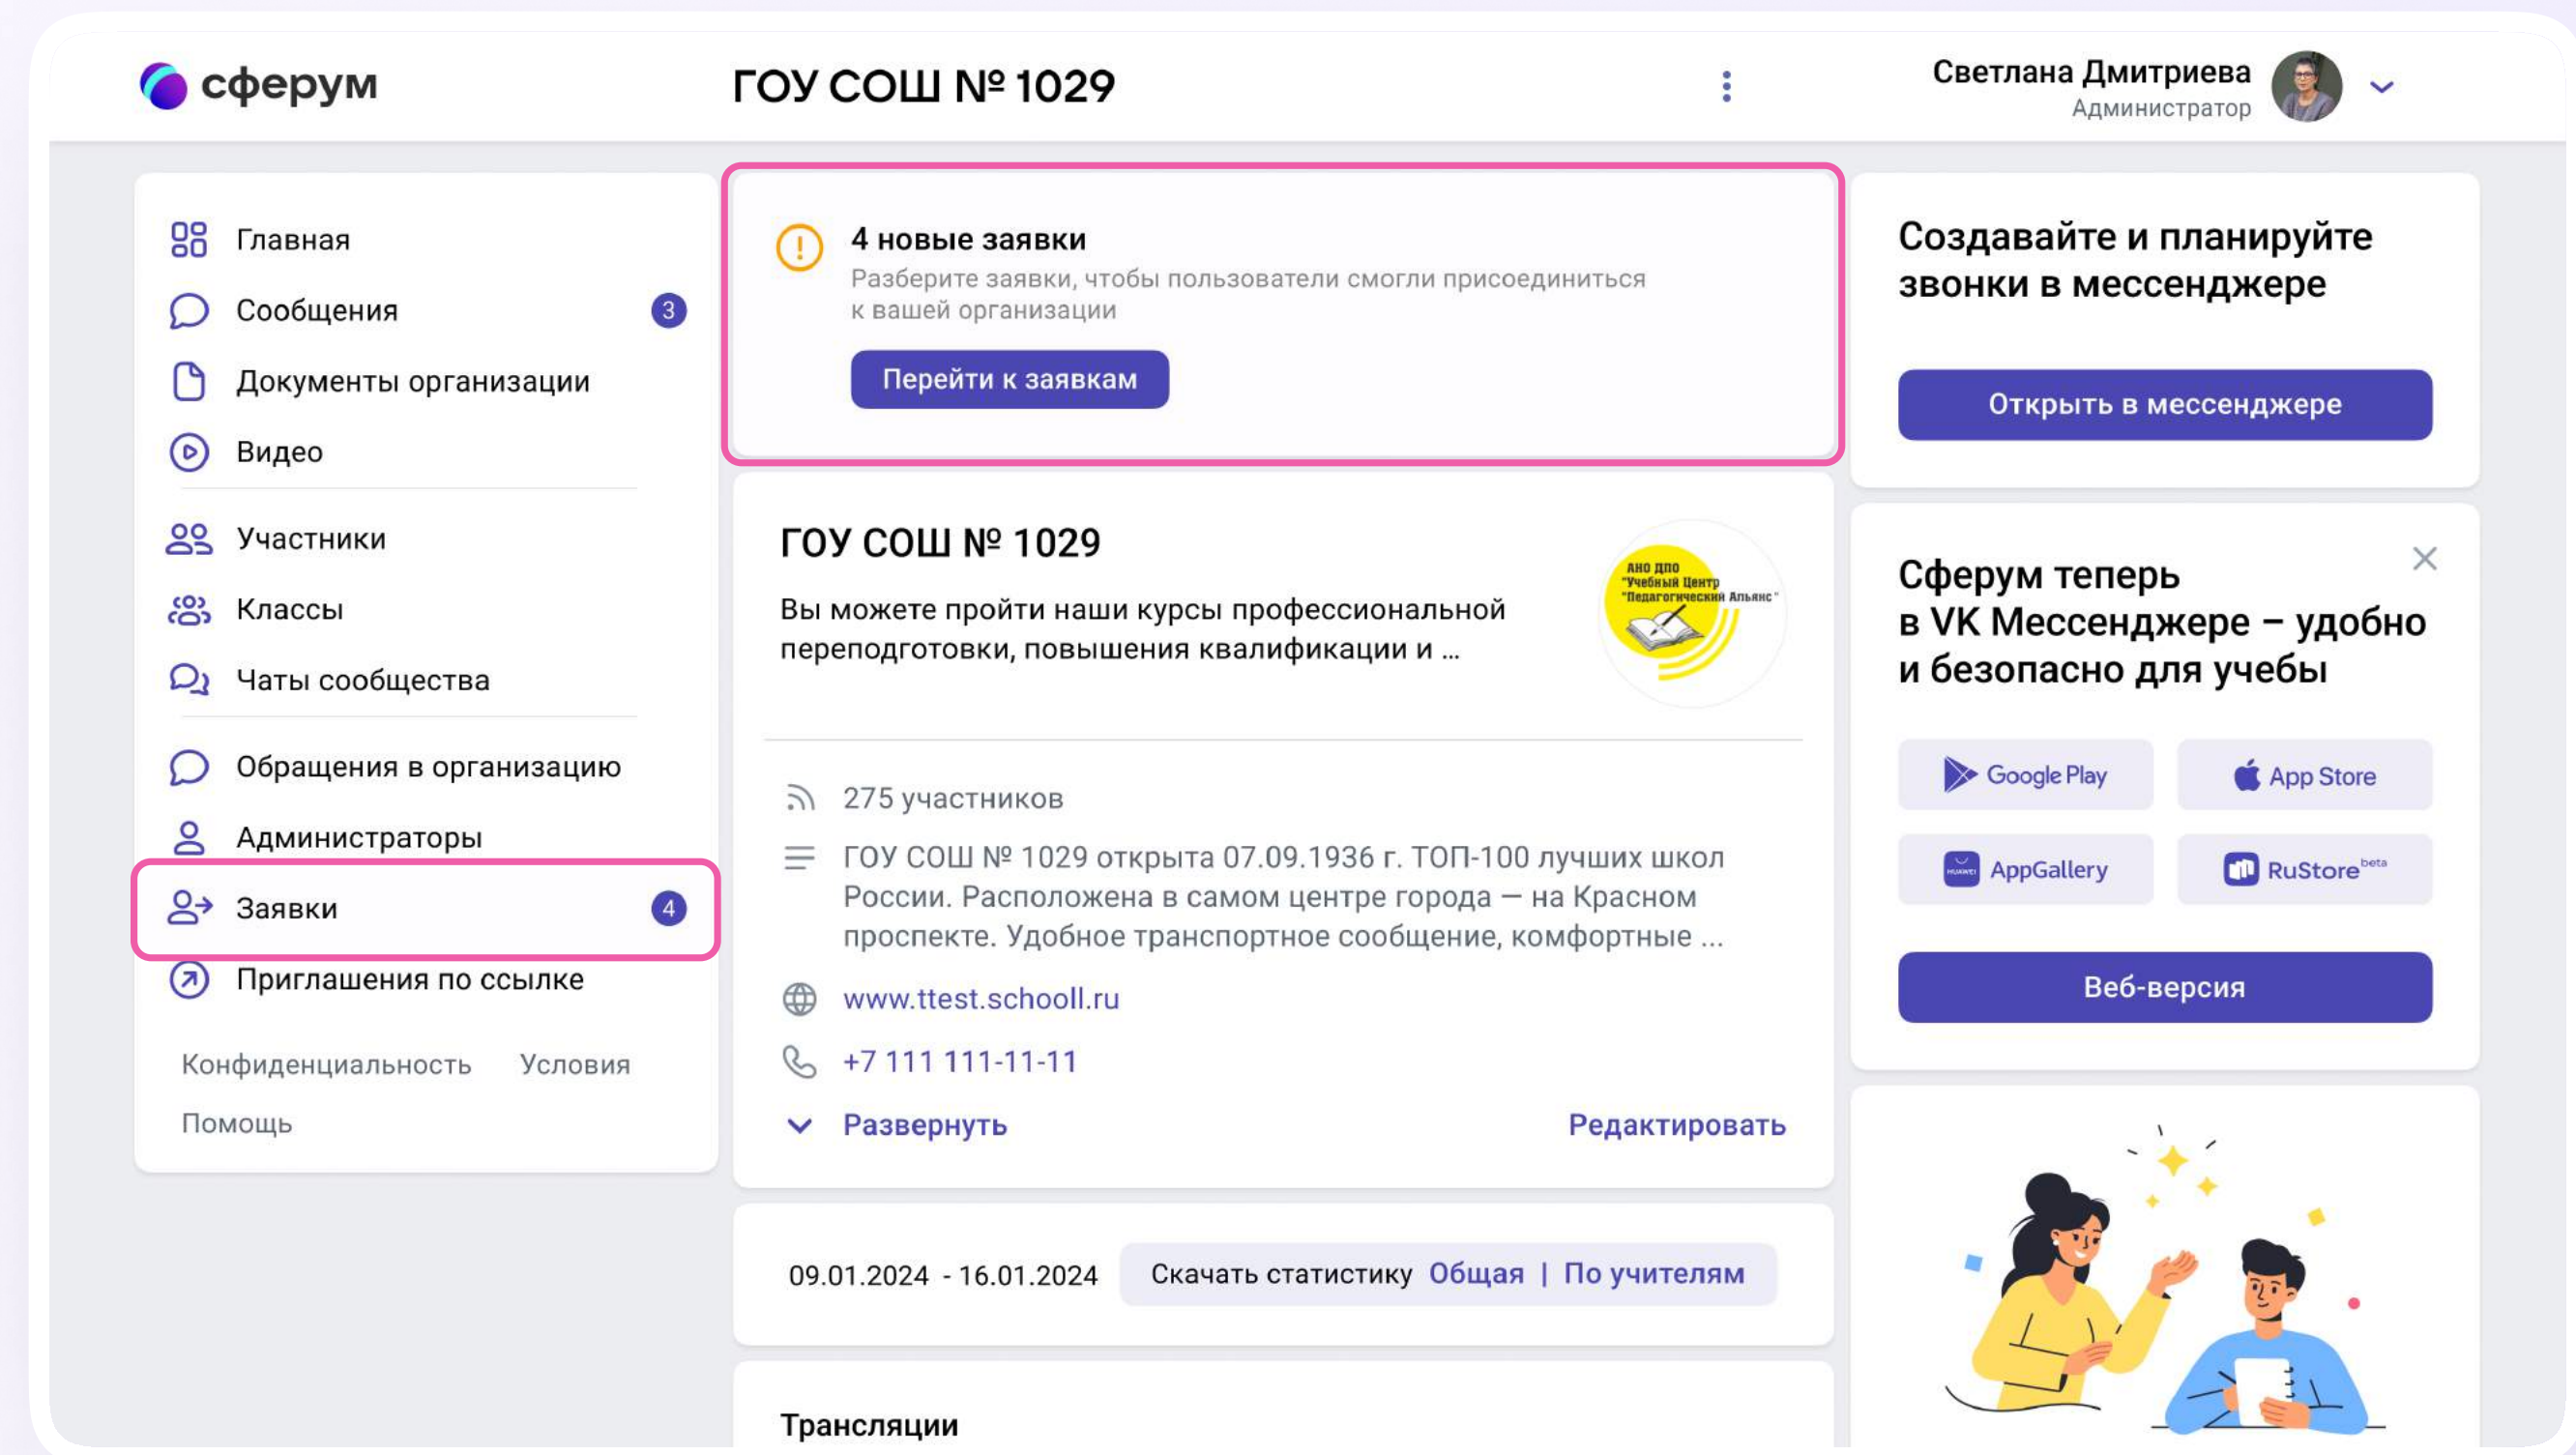 сферум
ГОУ СОШ № 1029
Светлана Дмитриева
Администратор
Главная
Сообщения 3
Документы организации
Видео
Участники
Классы
Чаты сообщества
Обращения в организацию
Администраторы
Заявки 4
Приглашения по ссылке
Конфиденциальность Условия
Помощь
4 новые заявки
Разберите заявки, чтобы пользователи смогли присоединиться
к вашей организации
Перейти к заявкам
ГОУ СОШ № 1029
Вы можете пройти наши курсы профессиональной
переподготовки, повышения квалификации и ...
АНО ДПО
"Учебный Центр
"Педагогический Альянс"
275 участников
ГОУ СОШ № 1029 открыта 07.09.1936 г. ТОП-100 лучших школ
России. Расположена в самом центре города — на Красном
проспекте. Удобное транспортное сообщение, комфортные ...
www.ttest.schooll.ru
+7 111 111-11-11
Развернуть Редактировать
09.01.2024 - 16.01.2024 Скачать статистику Общая | По учителям
Трансляции
Создавайте и планируйте
звонки в мессенджере
Открыть в мессенджере
Сферум теперь
в VK Мессенджере – удобно
и безопасно для учебы
Google Play App Store
HUAWEI AppGallery RuStore beta
Веб-версия